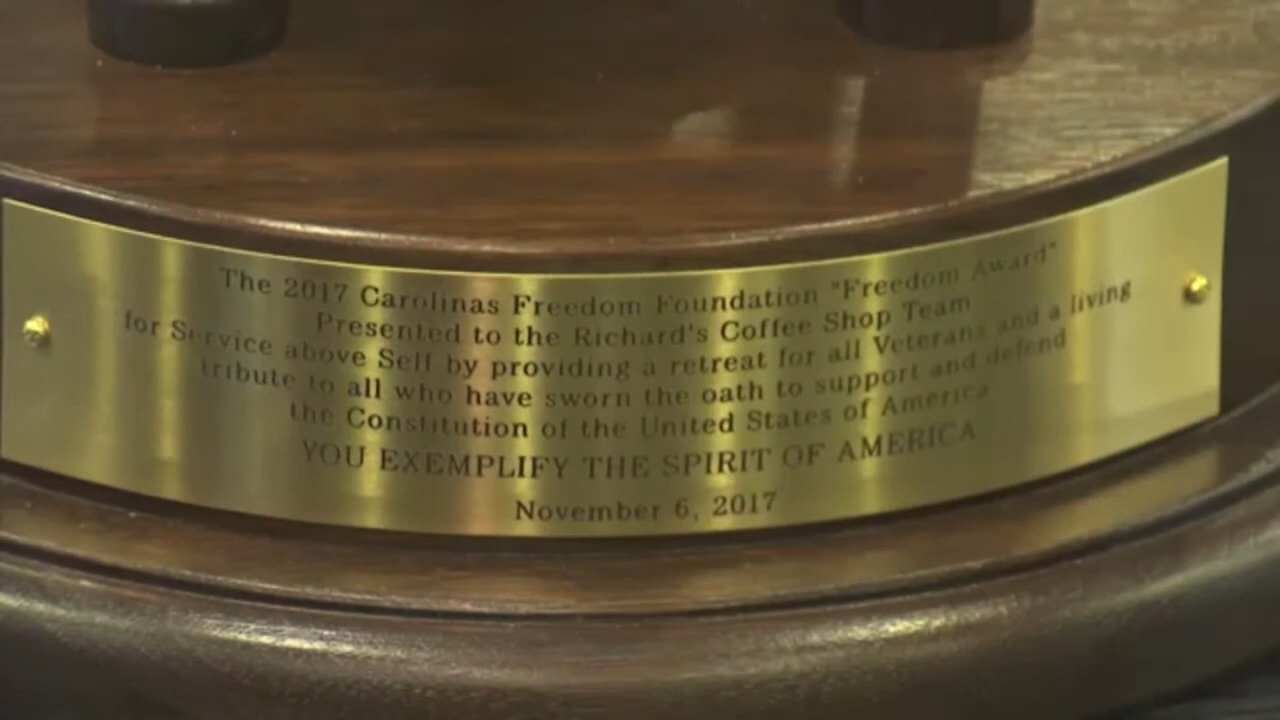 The 2017 Carolinas Freedom Foundation "Freedom Award"
Presented to the Richard's Coffee Shop Team
for Service above Self by providing a retreat for all Veterans and a living
tribute to all who have sworn the oath to support and defend
the Constitution of the United States of America
YOU EXEMPLIFY THE SPIRIT OF AMERICA
November 6, 2017